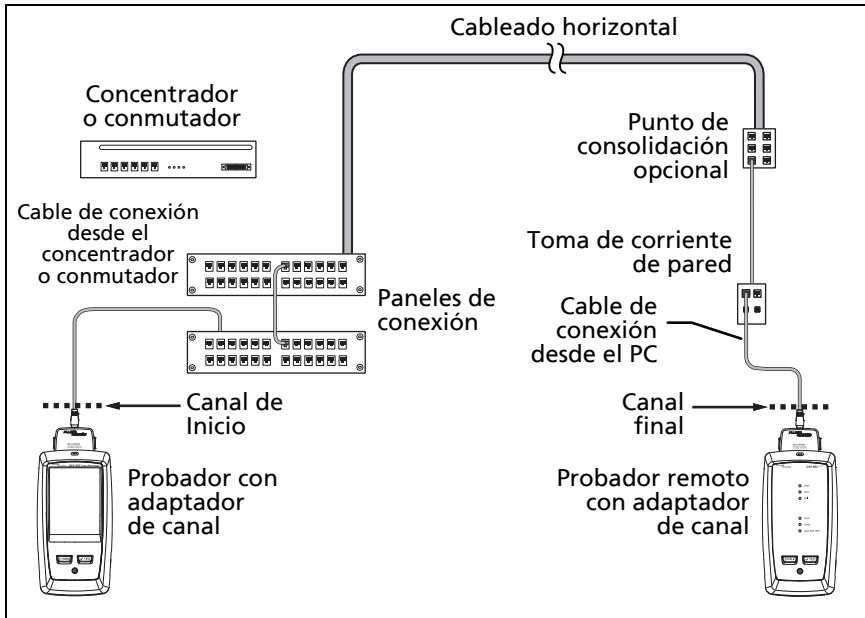 Cableado horizontal
Concentrador
o conmutador
Punto de
consolidación
opcional
Cable de conexión
desde el
concentrador
o conmutador
Toma de corriente
de pared
Paneles de
conexión
Cable de
conexión
desde el PC
Canal de
Inicio
Canal
final
Probador con
adaptador
de canal
Probador remoto
con adaptador
de canal